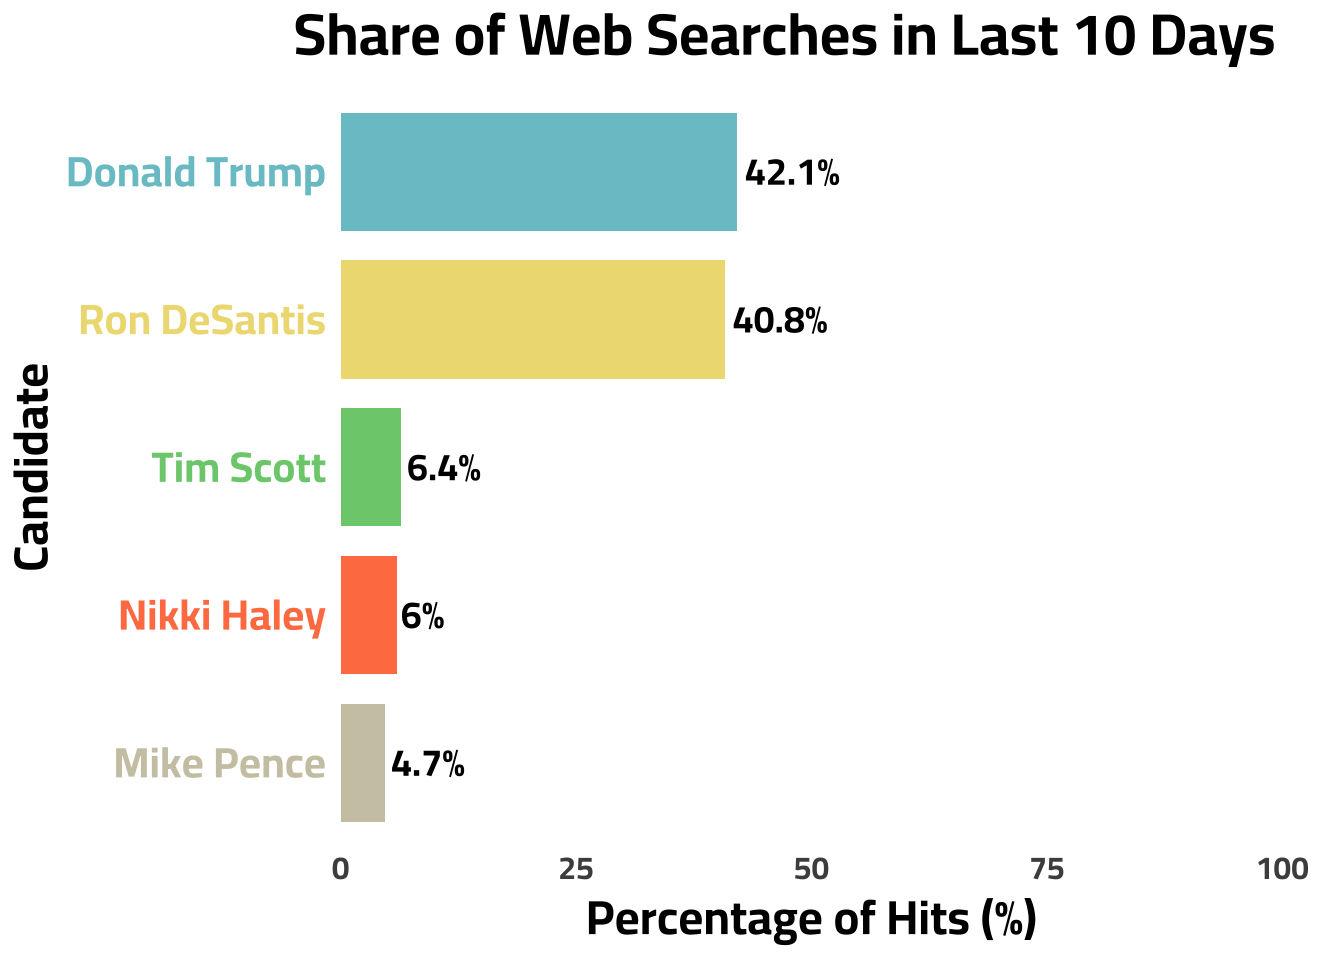 Share of Web Searches in Last 10 Days
Candidate
Donald Trump 42.1%
Ron DeSantis 40.8%
Tim Scott 6.4%
Nikki Haley 6%
Mike Pence 4.7%
0 25 50 75 100
Percentage of Hits (%)